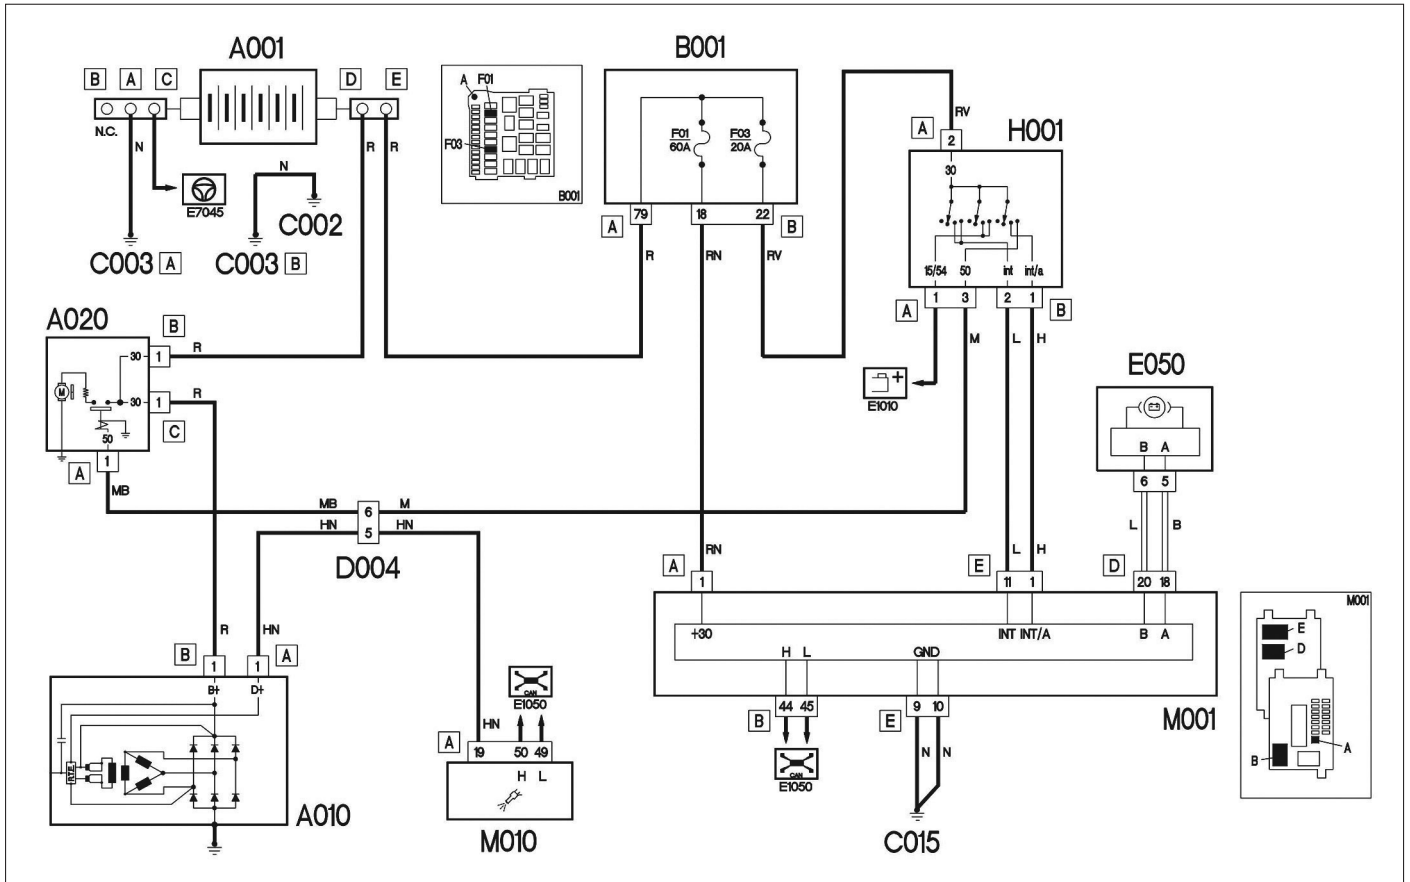 A001
B A C D E
N.C.
N
E7045
N
R R
C002
C003 A
C003 B
A F01
F03
B001
B001
F01
60A
F03
20A
A 79 18 22 B
R RN RV
RV
A 2 H001
30
15/54 50 int int/a
A 1 3 2 1 B
M L H
E1010
A020
B
R
30 1
R
M
30 1
C
50
A 1
MB
MB 6 M
HN 5 HN
D004
E050
B A
6 5
L B
RN
L H
A 1
E 11 1
D 20 18
+30
INT INT/A
B A
H L
GND
B 44 45
E 9 10
M001
E1050
CAN
N N
C015
M001
E
D
A
B
R HN
B 1 1 A
B+ D+
RTE
A010
CAN
E1050
HN
A 19 50 49
H L
M010